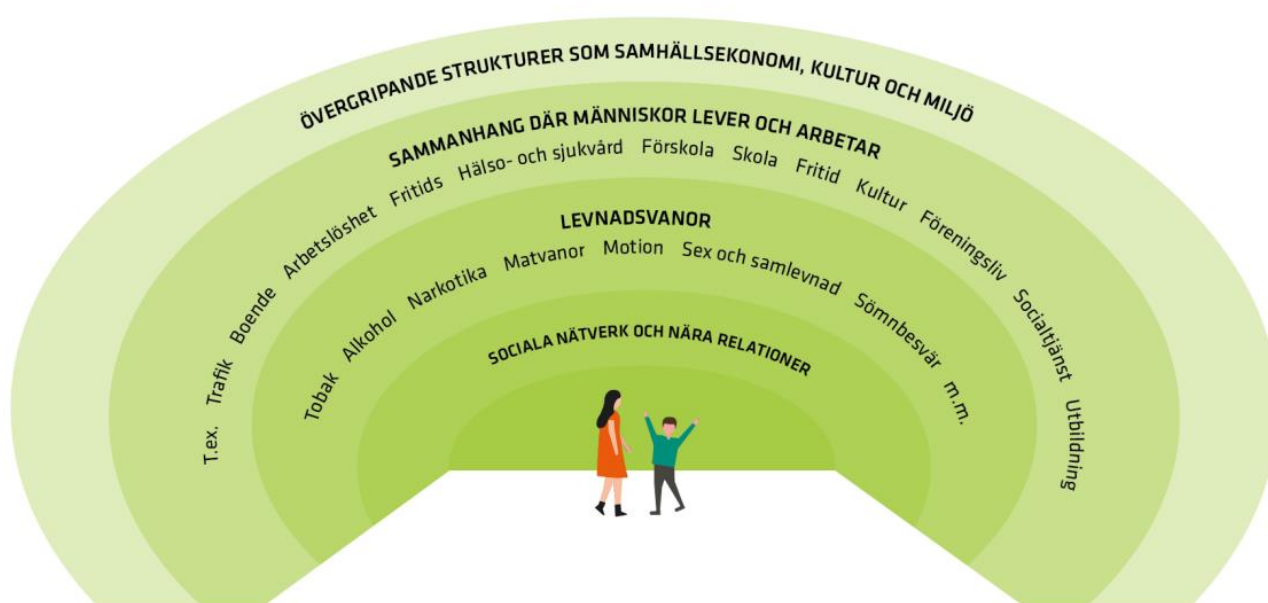 ÖVERGRIPANDE STRUKTURER SOM SAMHÄLLSEKONOMI, KULTUR OCH MILJÖ
SAMMANHANG DÄR MÄNNISKOR LEVER OCH ARBETAR
T.ex. Trafik Boende Arbetslöshet Fritids Hälso- och sjukvård Förskola Skola Fritid Kultur Föreningsliv Socialtjänst Utbildning
LEVNADSVANOR
Tobak Alkohol Narkotika Matvanor Motion Sex och samlevnad Sömnbesvär m.m.
SOCIALA NÄTVERK OCH NÄRA RELATIONER